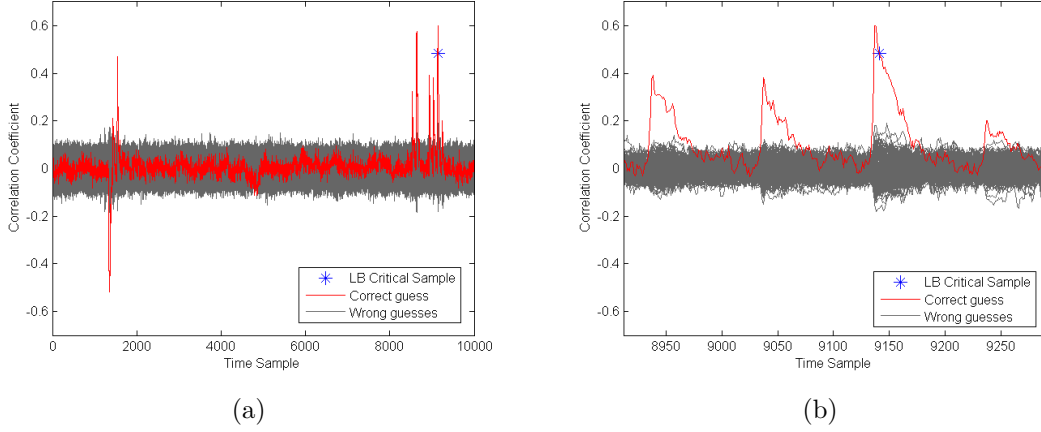 0.6
0.4
0.2
0
-0.2
-0.4
-0.6
Correlation Coefficient
LB Critical Sample
Correct guess
Wrong guesses
0 2000 4000 6000 8000 10000
Time Sample
(a)
0.6
0.4
0.2
0
-0.2
-0.4
-0.6
Correlation Coefficient
LB Critical Sample
Correct guess
Wrong guesses
8950 9000 9050 9100 9150 9200 9250
Time Sample
(b)